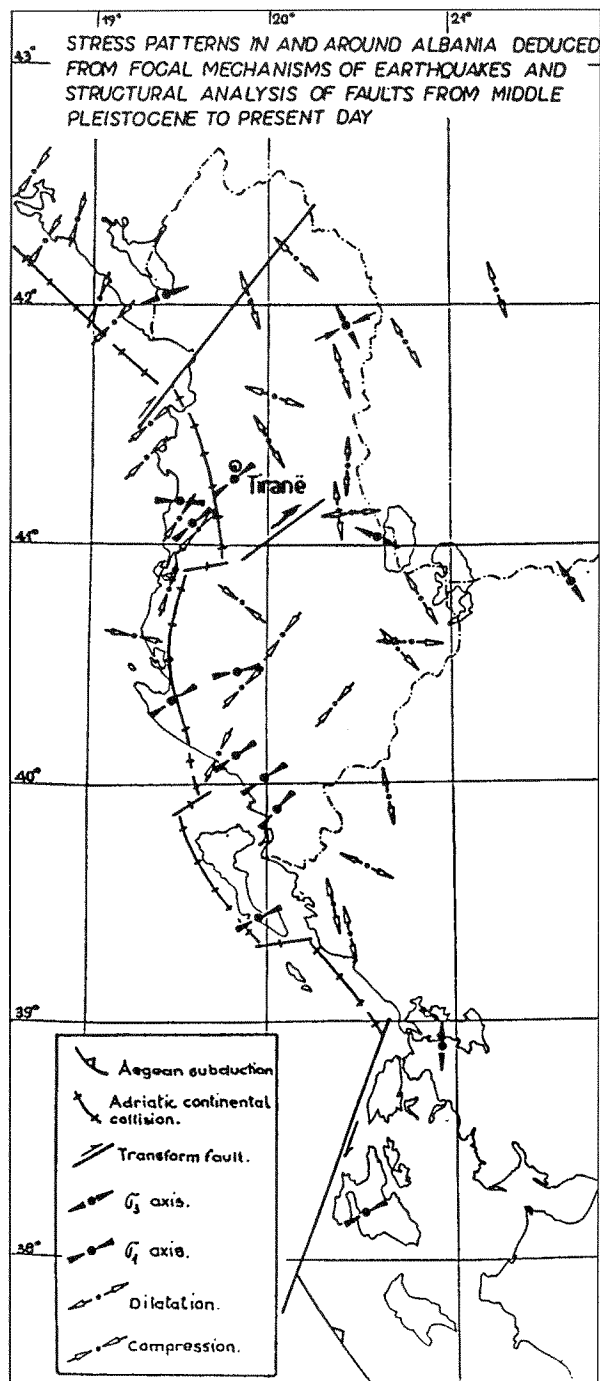 19° 20° 21°
STRESS PATTERNS IN AND AROUND ALBANIA DEDUCED
43° FROM FOCAL MECHANISMS OF EARTHQUAKES AND
STRUCTURAL ANALYSIS OF FAULTS FROM MIDDLE
PLEISTOCENE TO PRESENT DAY
42°
Tiranë
41°
40°
39°
Aegean subduction
Adriatic continental
collision.
Transform fault.
σ3 axis.
38°
σ1 axis.
Dilatation.
Compression.